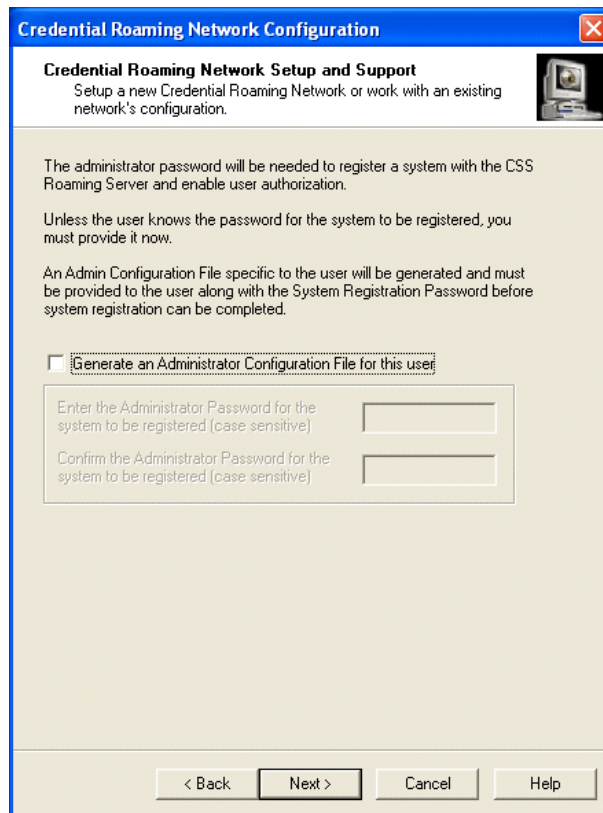 Credential Roaming Network Configuration
Credential Roaming Network Setup and Support
Setup a new Credential Roaming Network or work with an existing
network's configuration.
The administrator password will be needed to register a system with the CSS
Roaming Server and enable user authorization.
Unless the user knows the password for the system to be registered, you
must provide it now.
An Admin Configuration File specific to the user will be generated and must
be provided to the user along with the System Registration Password before
system registration can be completed.
Generate an Administrator Configuration File for this user
Enter the Administrator Password for the
system to be registered (case sensitive)
Confirm the Administrator Password for the
system to be registered (case sensitive)
< Back
Next >
Cancel
Help